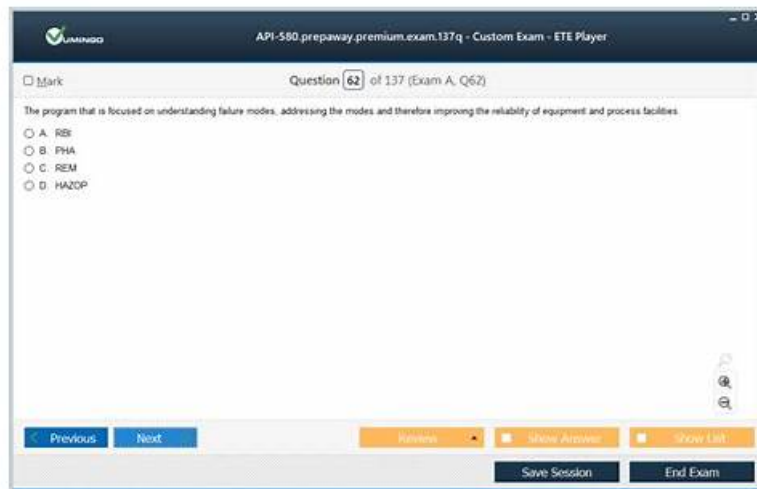 VUMINGO
API-580.prepaway.premium.exam.137q - Custom Exam - ETE Player
Mark
Question 62 of 137 (Exam A, Q62)
The program that is focused on understanding failure modes, addressing the modes and therefore improving the reliability of equipment and process facilities
A. RBI
B. PHA
C. REM
D. HAZOP
Previous
Next
Review
Show Answer
Show List
Save Session
End Exam